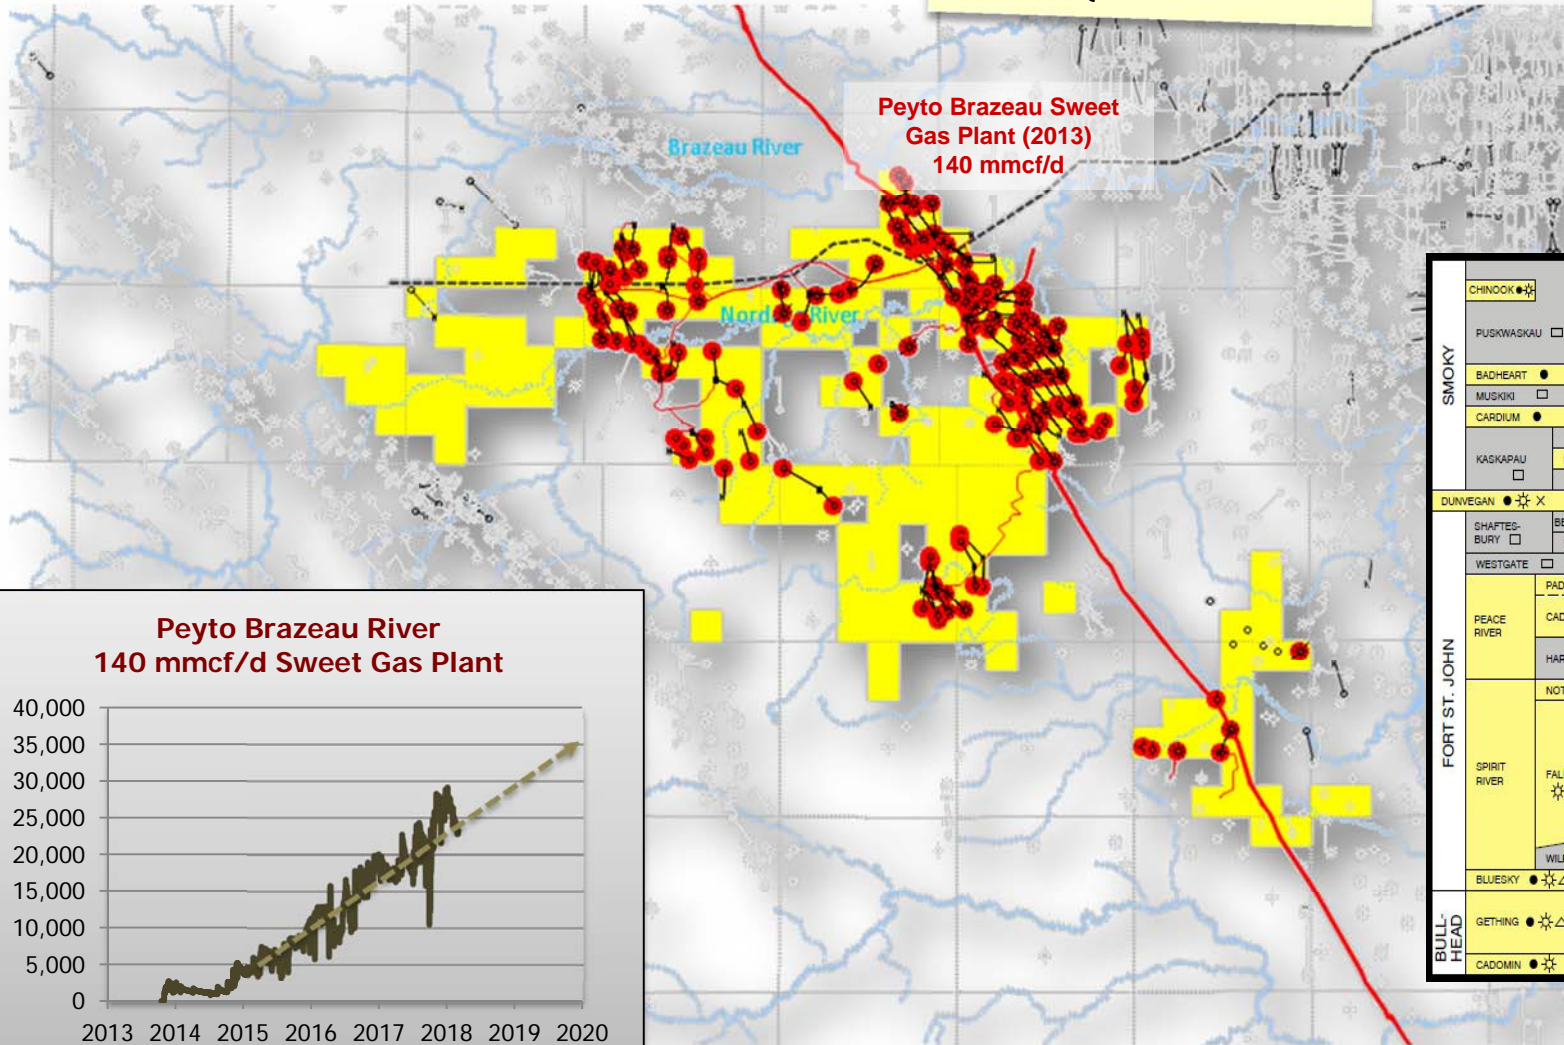 Peyto Brazeau Sweet
Gas Plant (2013)
140 mmcf/d
Brazeau River
River
Peyto Brazeau River
140 mmcf/d Sweet Gas Plant
40,000
35,000
30,000
25,000
20,000
15,000
10,000
5,000
0
2013 2014 2015 2016 2017 2018 2019 2020
SMOKY
CHINOOK
PUSKWASKAU
BADHEART
MUSKIKI
CARDIUM
KASKAPAU
DUNVEGAN
FORT ST. JOHN
SHAFTES-
BURY
WESTGATE
PEACE
RIVER
SPIRIT
RIVER
BLUESKY
BULL-
HEAD
GETHING
CADOMIN